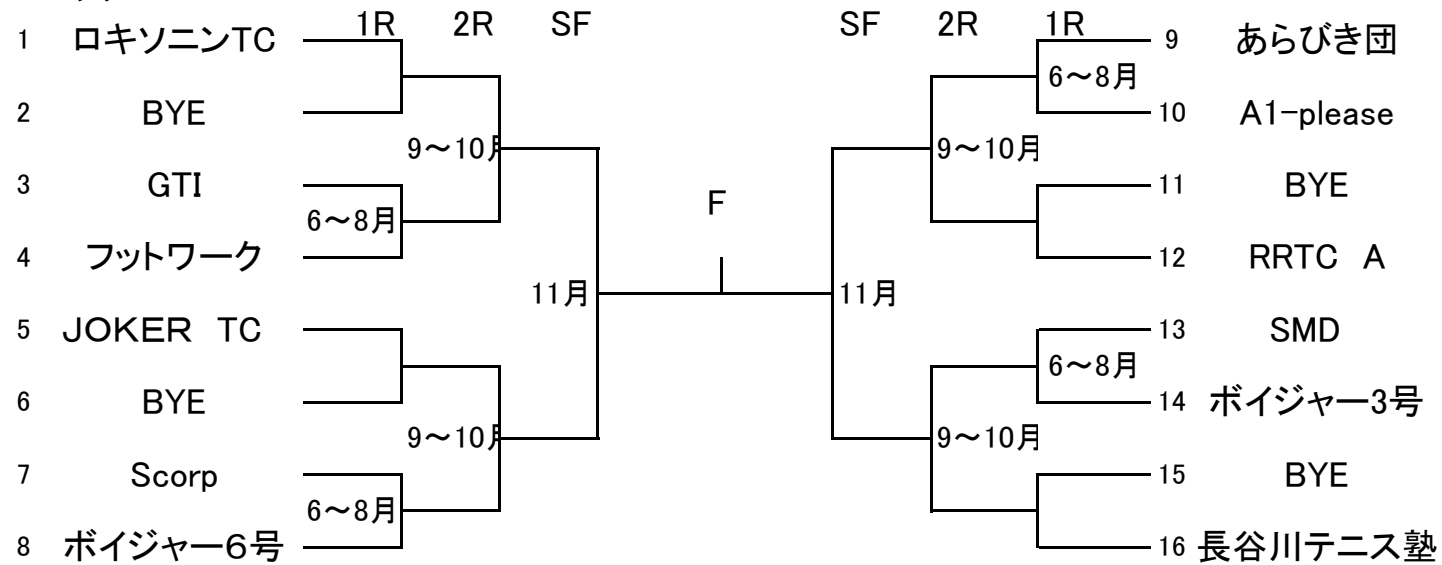 1R 2R SF SF 2R 1R
1 ロキソニンTC 9 あらびき団
6～8月
2 BYE 10 A1-please
9～10月 9～10月
3 GTI 11 BYE
F
6～8月
4 フットワーク 12 RRTC A
11月 11月
5 JOKER TC 13 SMD
6～8月
6 BYE 14 ボイジャー3号
9～10月 9～10月
7 Scorp 15 BYE
6～8月
8 ボイジャー6号 16 長谷川テニス塾